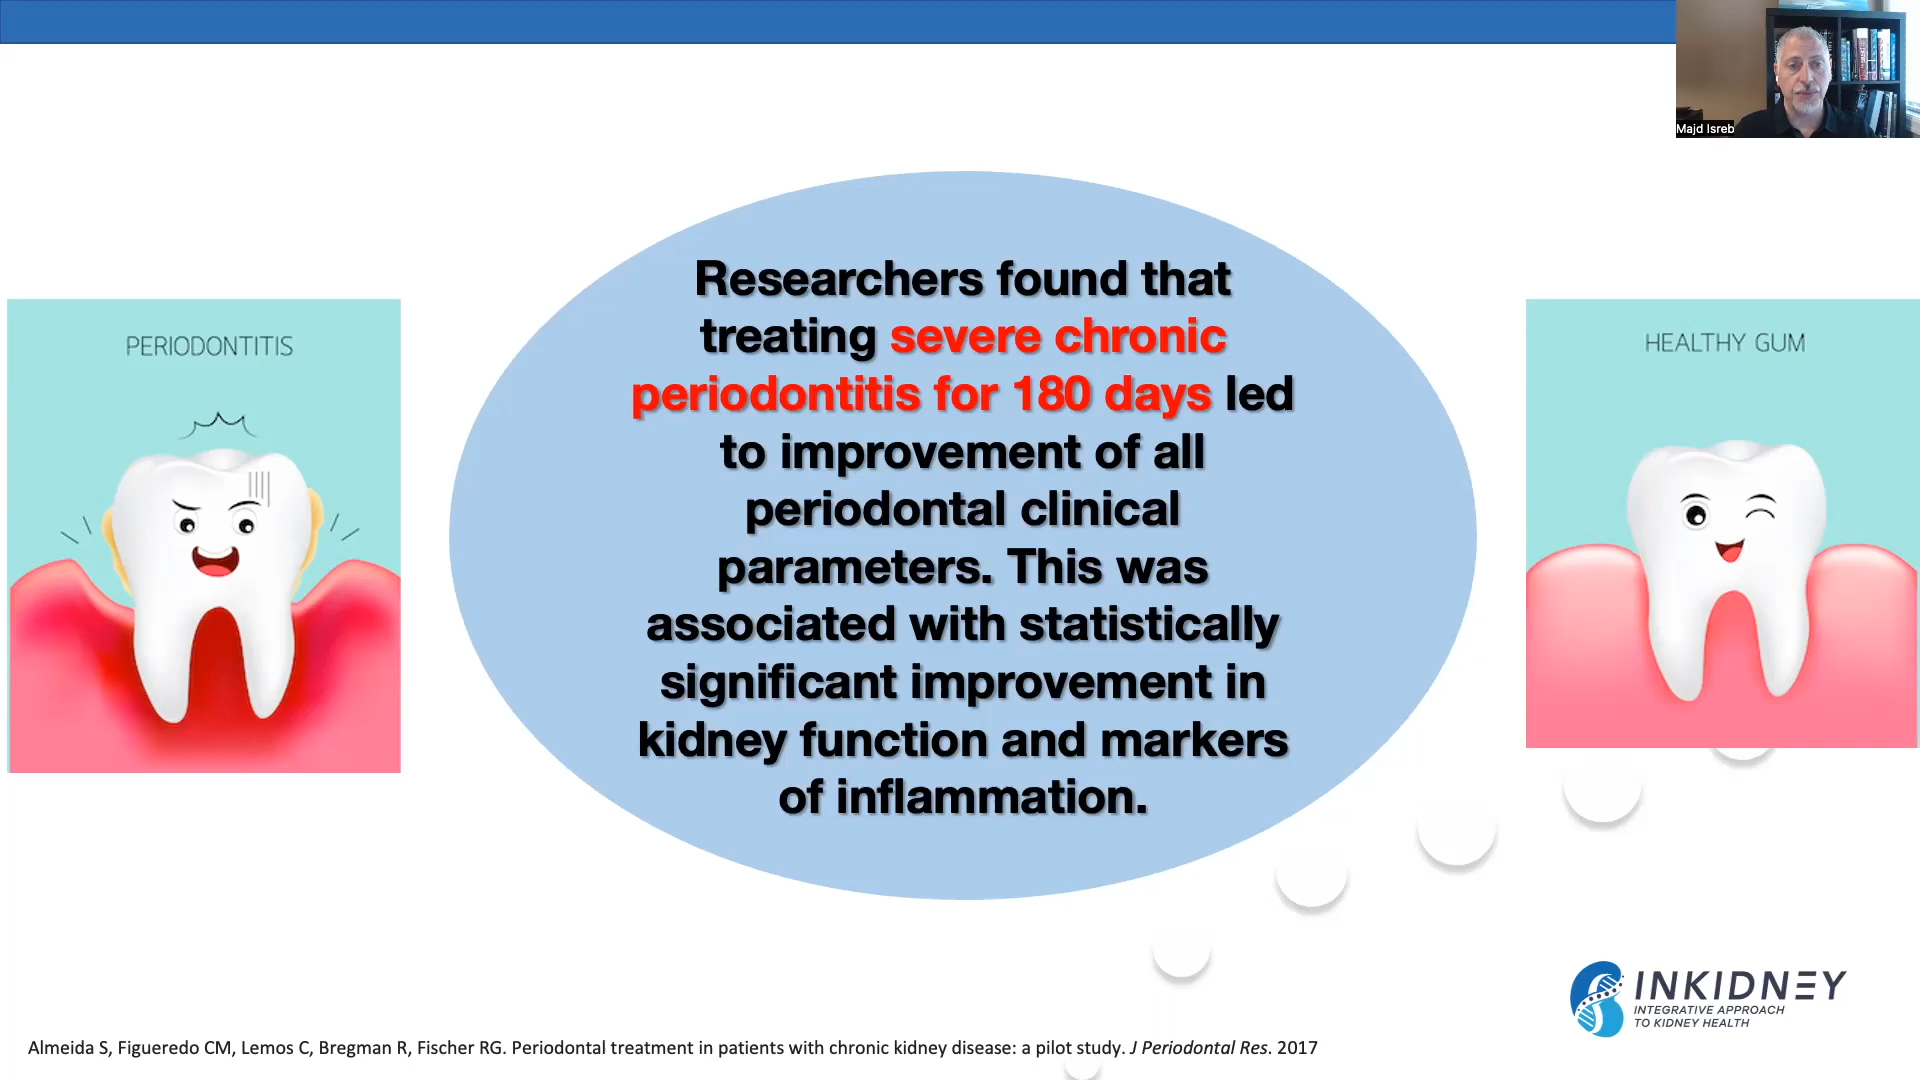 Majd Isreb
PERIODONTITIS
Researchers found that
treating severe chronic
periodontitis for 180 days led
to improvement of all
periodontal clinical
parameters. This was
associated with statistically
significant improvement in
kidney function and markers
of inflammation.
HEALTHY GUM
INKIDNEY
INTEGRATIVE APPROACH
TO KIDNEY HEALTH
Almeida S, Figueredo CM, Lemos C, Bregman R, Fischer RG. Periodontal treatment in patients with chronic kidney disease: a pilot study. J Periodontal Res. 2017